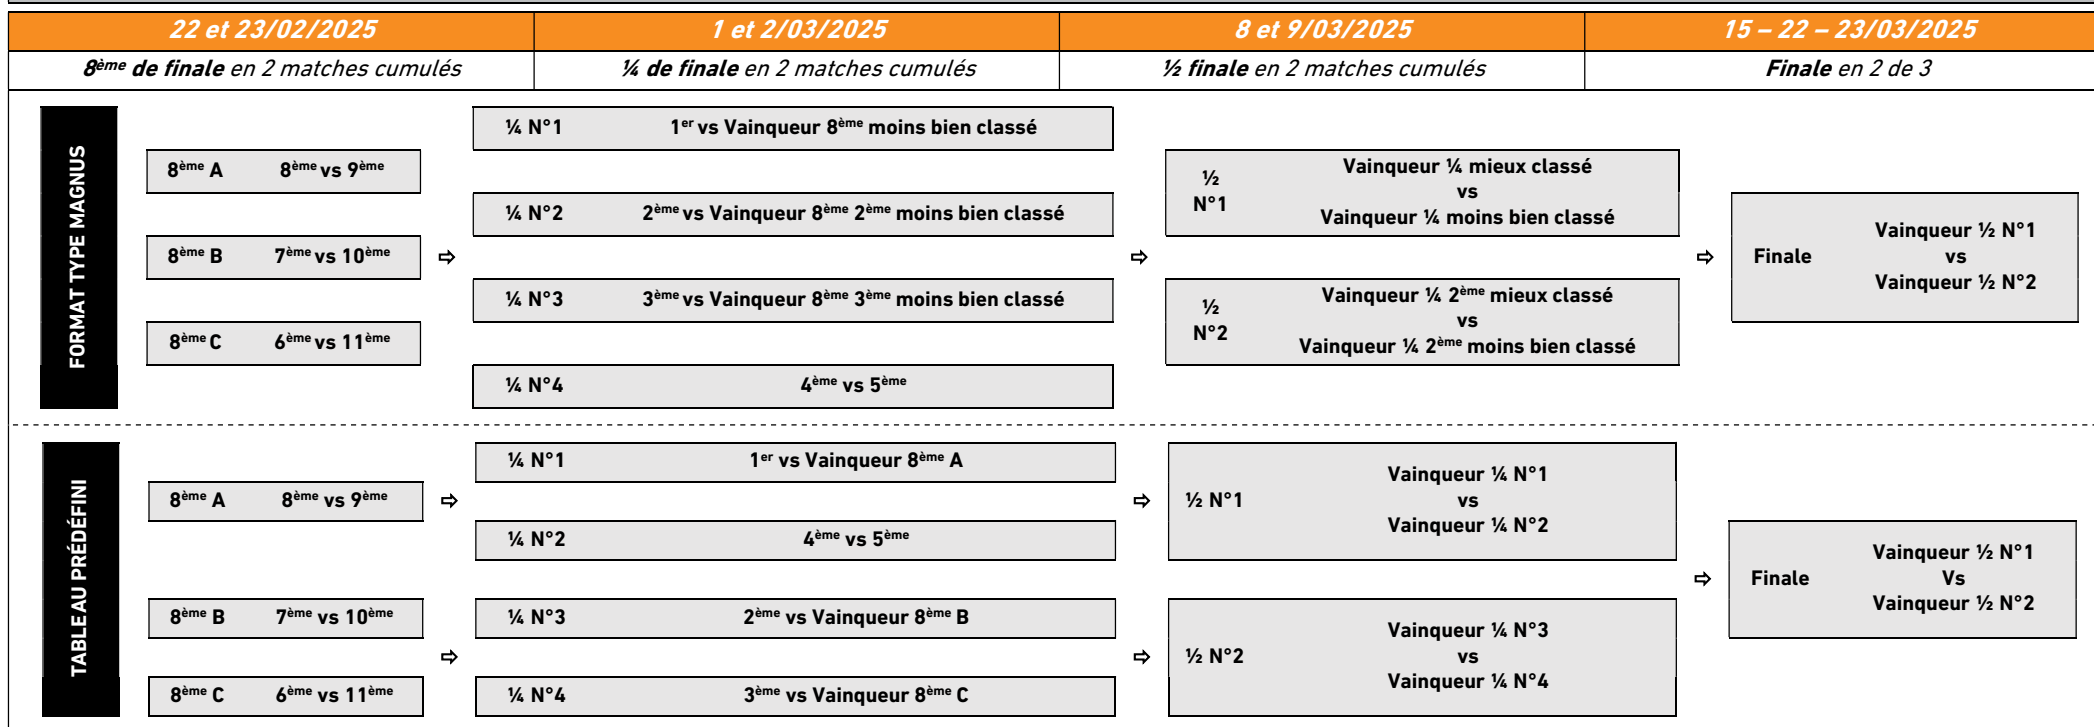 22 et 23/02/2025 1 et 2/03/2025 8 et 9/03/2025 15 – 22 – 23/03/2025
8ème de finale en 2 matches cumulés ¼ de finale en 2 matches cumulés ½ finale en 2 matches cumulés Finale en 2 de 3
FORMAT TYPE MAGNUS
8ème A 8ème vs 9ème
8ème B 7ème vs 10ème
8ème C 6ème vs 11ème
⇨
¼ N°1 1er vs Vainqueur 8ème moins bien classé
¼ N°2 2ème vs Vainqueur 8ème 2ème moins bien classé
¼ N°3 3ème vs Vainqueur 8ème 3ème moins bien classé
¼ N°4 4ème vs 5ème
⇨
½
N°1
Vainqueur ¼ mieux classé
vs
Vainqueur ¼ moins bien classé
½
N°2
Vainqueur ¼ 2ème mieux classé
vs
Vainqueur ¼ 2ème moins bien classé
⇨
Finale
Vainqueur ½ N°1
vs
Vainqueur ½ N°2
TABLEAU PRÉDÉFINI
8ème A 8ème vs 9ème
⇨
8ème B 7ème vs 10ème
⇨
8ème C 6ème vs 11ème
¼ N°1 1er vs Vainqueur 8ème A
¼ N°2 4ème vs 5ème
¼ N°3 2ème vs Vainqueur 8ème B
¼ N°4 3ème vs Vainqueur 8ème C
⇨
½ N°1
Vainqueur ¼ N°1
vs
Vainqueur ¼ N°2
⇨
½ N°2
Vainqueur ¼ N°3
vs
Vainqueur ¼ N°4
⇨
Finale
Vainqueur ½ N°1
Vs
Vainqueur ½ N°2